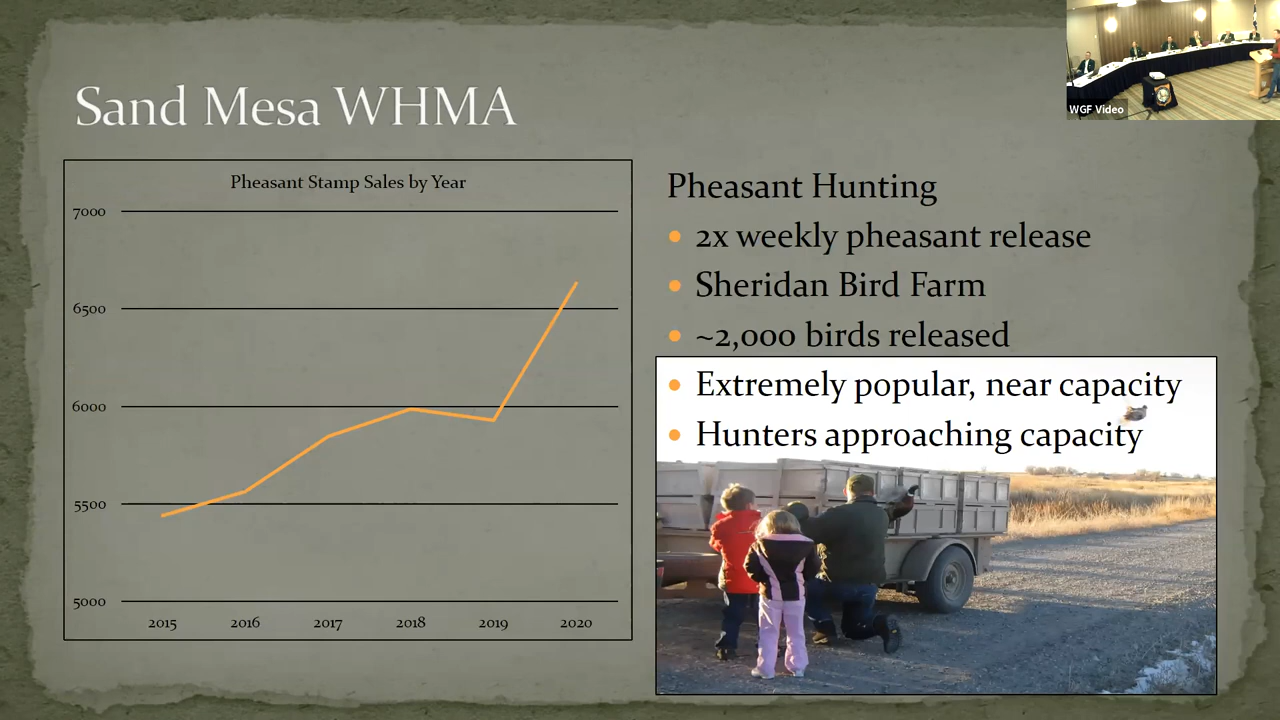 WGF Video
Sand Mesa WHMA
Pheasant Stamp Sales by Year
7000
6500
6000
5500
5000
2015 2016 2017 2018 2019 2020
Pheasant Hunting
2x weekly pheasant release
Sheridan Bird Farm
~2,000 birds released
Extremely popular, near capacity
Hunters approaching capacity